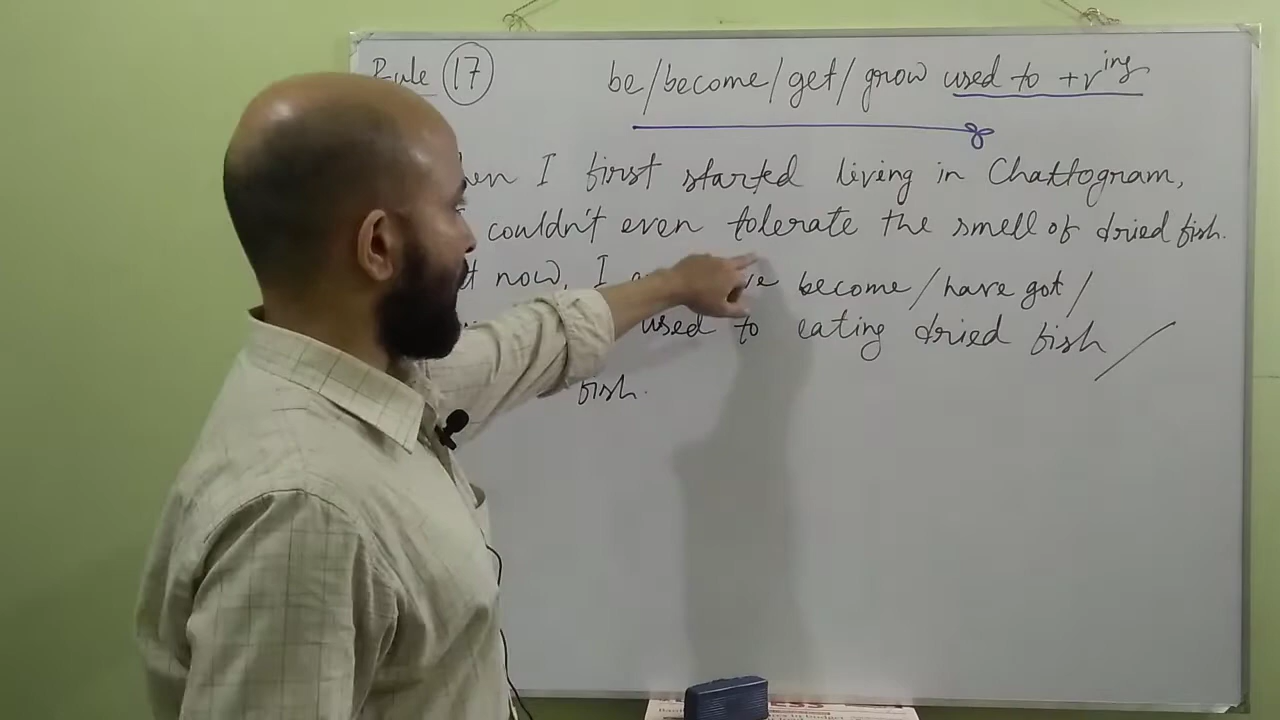 Rule 17 be/become/get/grow used to + v ing
I first started living in Chattogram,
couldn't even tolerate the smell of dried fish.
now, I become/have got/
used to eating dried fish /
fish.